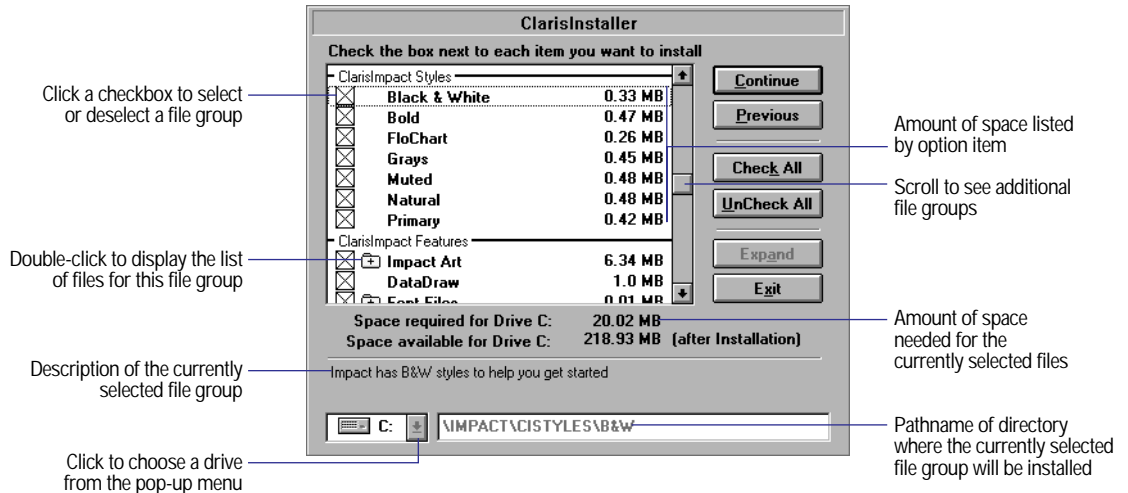 ClarisInstaller
Check the box next to each item you want to install
ClarisImpact Styles
Black & White 0.33 MB
Bold 0.47 MB
FloChart 0.26 MB
Grays 0.45 MB
Muted 0.48 MB
Natural 0.48 MB
Primary 0.42 MB
ClarisImpact Features
Impact Art 6.34 MB
DataDraw 1.0 MB
Font Files 0.01 MB
Continue
Previous
Check All
UnCheck All
Expand
Exit
Space required for Drive C: 20.02 MB
Space available for Drive C: 218.93 MB (after Installation)
Impact has B&W styles to help you get started
C:
\IMPACT\CISTYLES\B&W
Click a checkbox to select
or deselect a file group
Double-click to display the list
of files for this file group
Description of the currently
selected file group
Click to choose a drive
from the pop-up menu
Amount of space listed
by option item
Scroll to see additional
file groups
Amount of space
needed for the
currently selected files
Pathname of directory
where the currently selected
file group will be installed